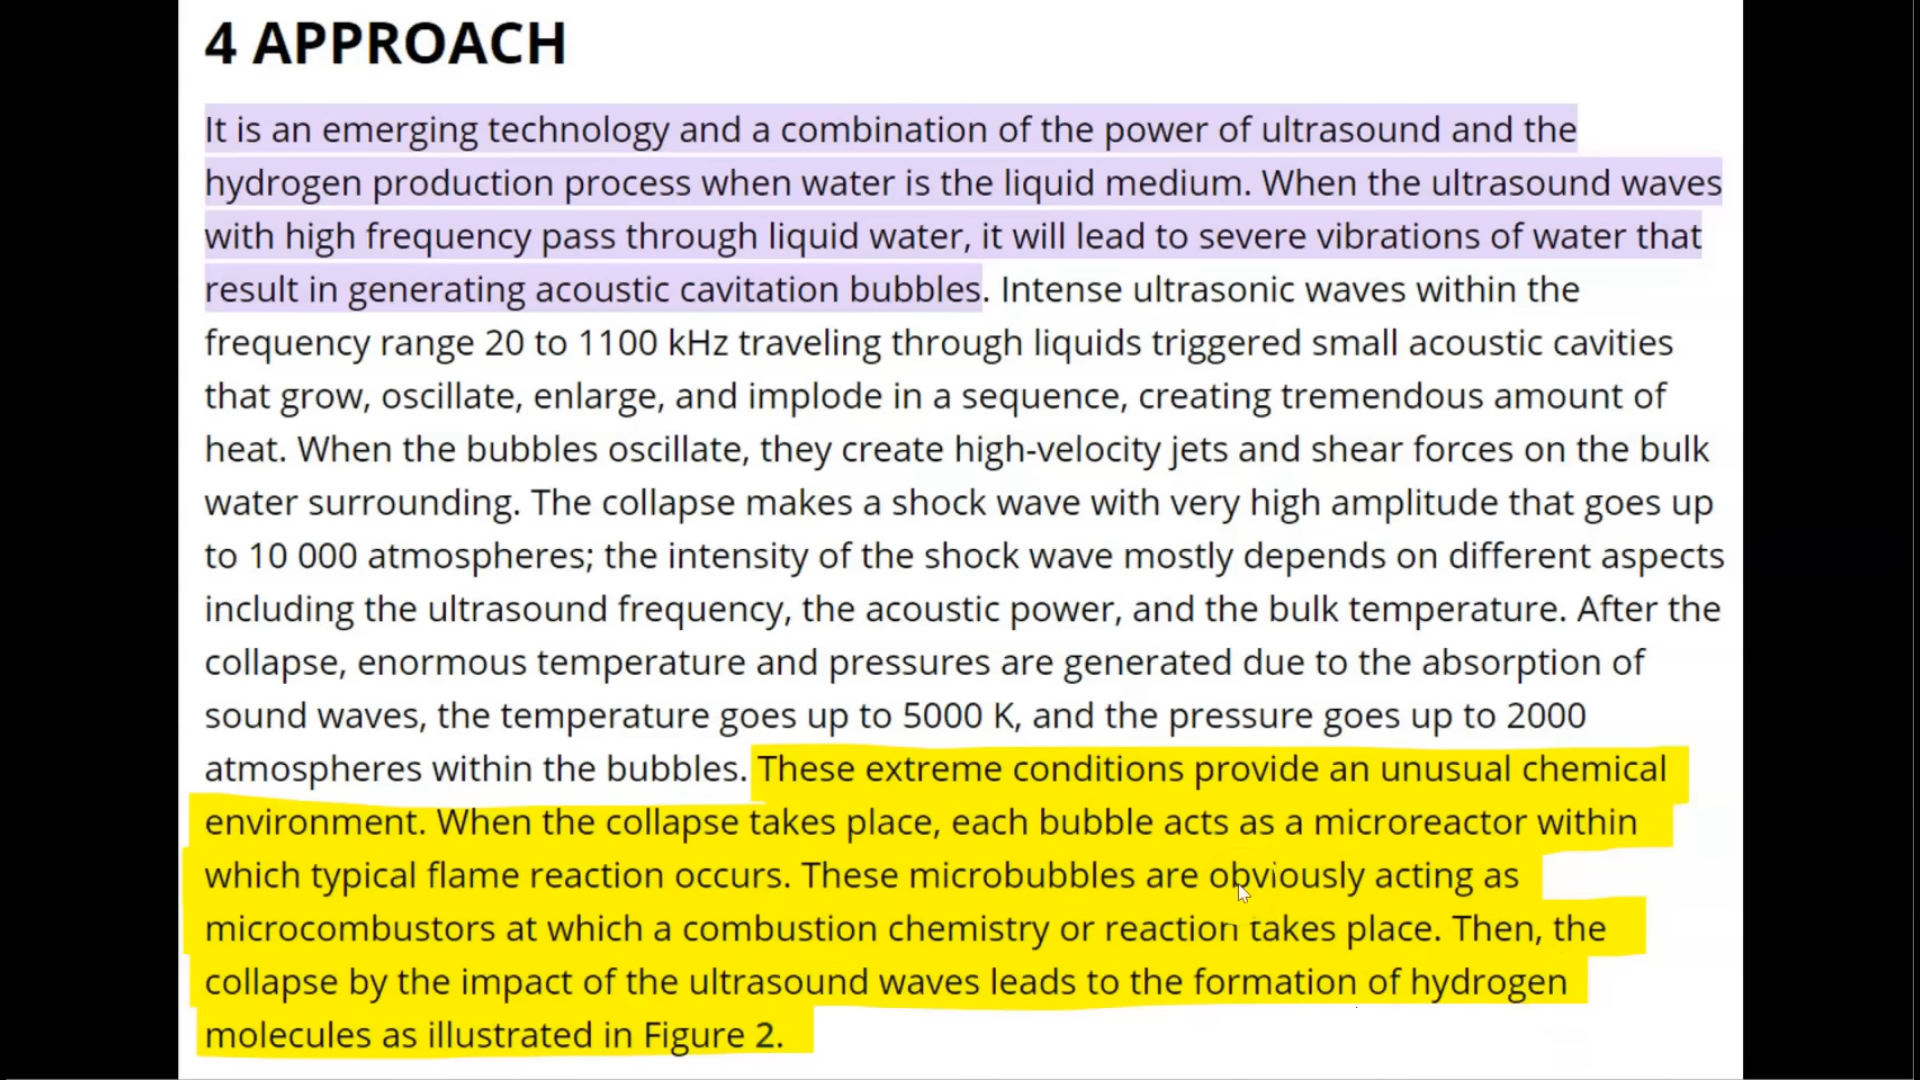 4 APPROACH
It is an emerging technology and a combination of the power of ultrasound and the
hydrogen production process when water is the liquid medium. When the ultrasound waves
with high frequency pass through liquid water, it will lead to severe vibrations of water that
result in generating acoustic cavitation bubbles. Intense ultrasonic waves within the
frequency range 20 to 1100 kHz traveling through liquids triggered small acoustic cavities
that grow, oscillate, enlarge, and implode in a sequence, creating tremendous amount of
heat. When the bubbles oscillate, they create high-velocity jets and shear forces on the bulk
water surrounding. The collapse makes a shock wave with very high amplitude that goes up
to 10 000 atmospheres; the intensity of the shock wave mostly depends on different aspects
including the ultrasound frequency, the acoustic power, and the bulk temperature. After the
collapse, enormous temperature and pressures are generated due to the absorption of
sound waves, the temperature goes up to 5000 K, and the pressure goes up to 2000
atmospheres within the bubbles. These extreme conditions provide an unusual chemical
environment. When the collapse takes place, each bubble acts as a microreactor within
which typical flame reaction occurs. These microbubbles are obviously acting as
microcombustors at which a combustion chemistry or reaction takes place. Then, the
collapse by the impact of the ultrasound waves leads to the formation of hydrogen
molecules as illustrated in Figure 2.